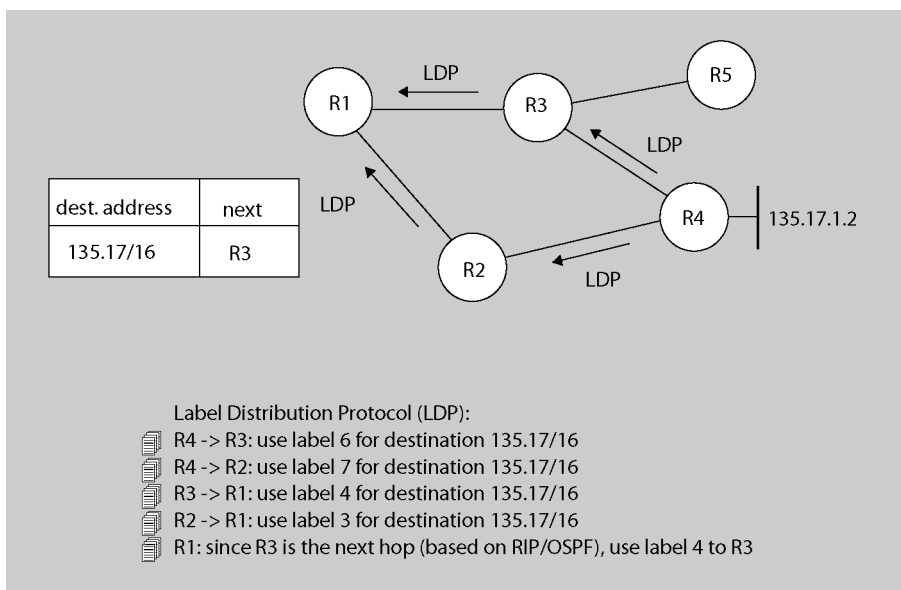 LDP
R1
R3
R5
LDP
LDP
dest. address next
135.17/16 R3
R4
135.17.1.2
R2
LDP
Label Distribution Protocol (LDP):
R4 -> R3: use label 6 for destination 135.17/16
R4 -> R2: use label 7 for destination 135.17/16
R3 -> R1: use label 4 for destination 135.17/16
R2 -> R1: use label 3 for destination 135.17/16
R1: since R3 is the next hop (based on RIP/OSPF), use label 4 to R3